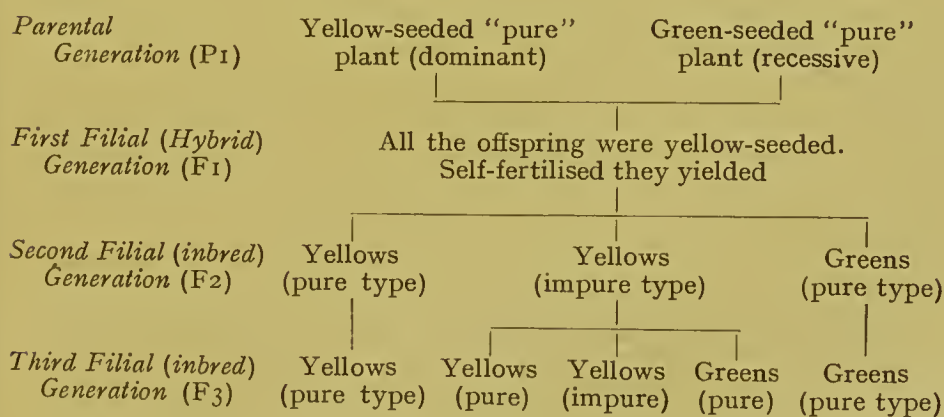 Parental Generation (P1)
Yellow-seeded “pure” plant (dominant)
Green-seeded “pure” plant (recessive)
First Filial (Hybrid) Generation (F1)
All the offspring were yellow-seeded.
Self-fertilised they yielded
Second Filial (inbred) Generation (F2)
Yellows (pure type)
Yellows (impure type)
Greens (pure type)
Third Filial (inbred) Generation (F3)
Yellows (pure type)
Yellows (pure)
Yellows (impure)
Greens (pure)
Greens (pure type)